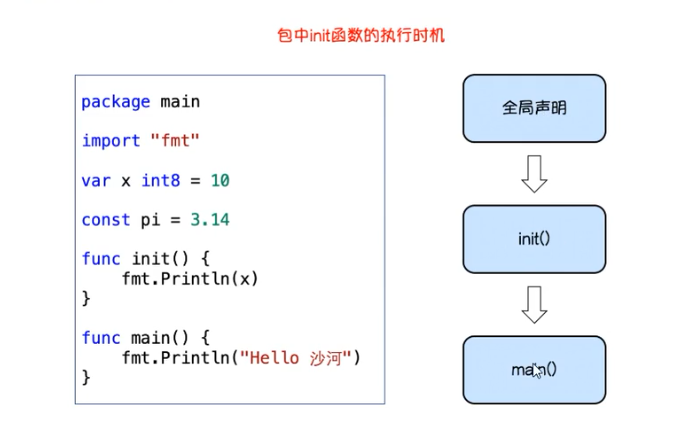 包中init函数的执行时机
package main
import "fmt"
var x int8 = 10
const pi = 3.14
func init() {
    fmt.Println(x)
}
func main() {
    fmt.Println("Hello 沙河")
}
全局声明
init()
main()